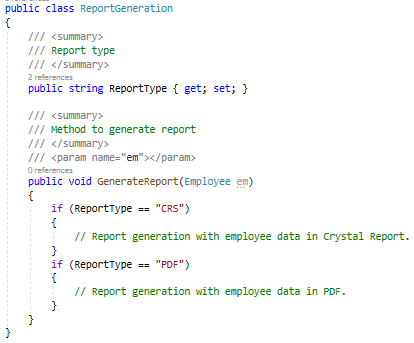 public class ReportGeneration
{
/// <summary>
/// Report type
/// </summary>
2 references
public string ReportType { get; set; }
/// <summary>
/// Method to generate report
/// </summary>
/// <param name="em"></param>
0 references
public void GenerateReport(Employee em)
{
if (ReportType == "CRS")
{
// Report generation with employee data in Crystal Report.
}
if (ReportType == "PDF")
{
// Report generation with employee data in PDF.
}
}
}